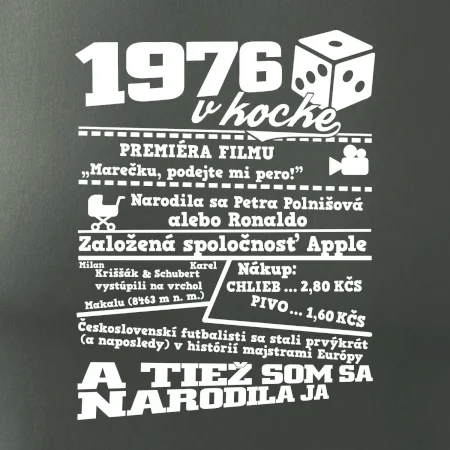 1976
v kocke
PREMIÉRA FILMU
„Marečku, podejte mi pero!”
Narodila sa Petra Polnišová
alebo Ronaldo
Založená spoločnosť Apple
Milan Karel
Kriššák & Schubert
vystúpili na vrchol
Makalu (8463 m n. m.)
Nákup:
CHLIEB ... 2,80 KČS
PIVO ... 1,60 KČS
Československí futbalisti sa stali prvýkrát
(a naposledy) v histórií majstrami Európy
A TIEŽ SOM SA
NARODILA JA